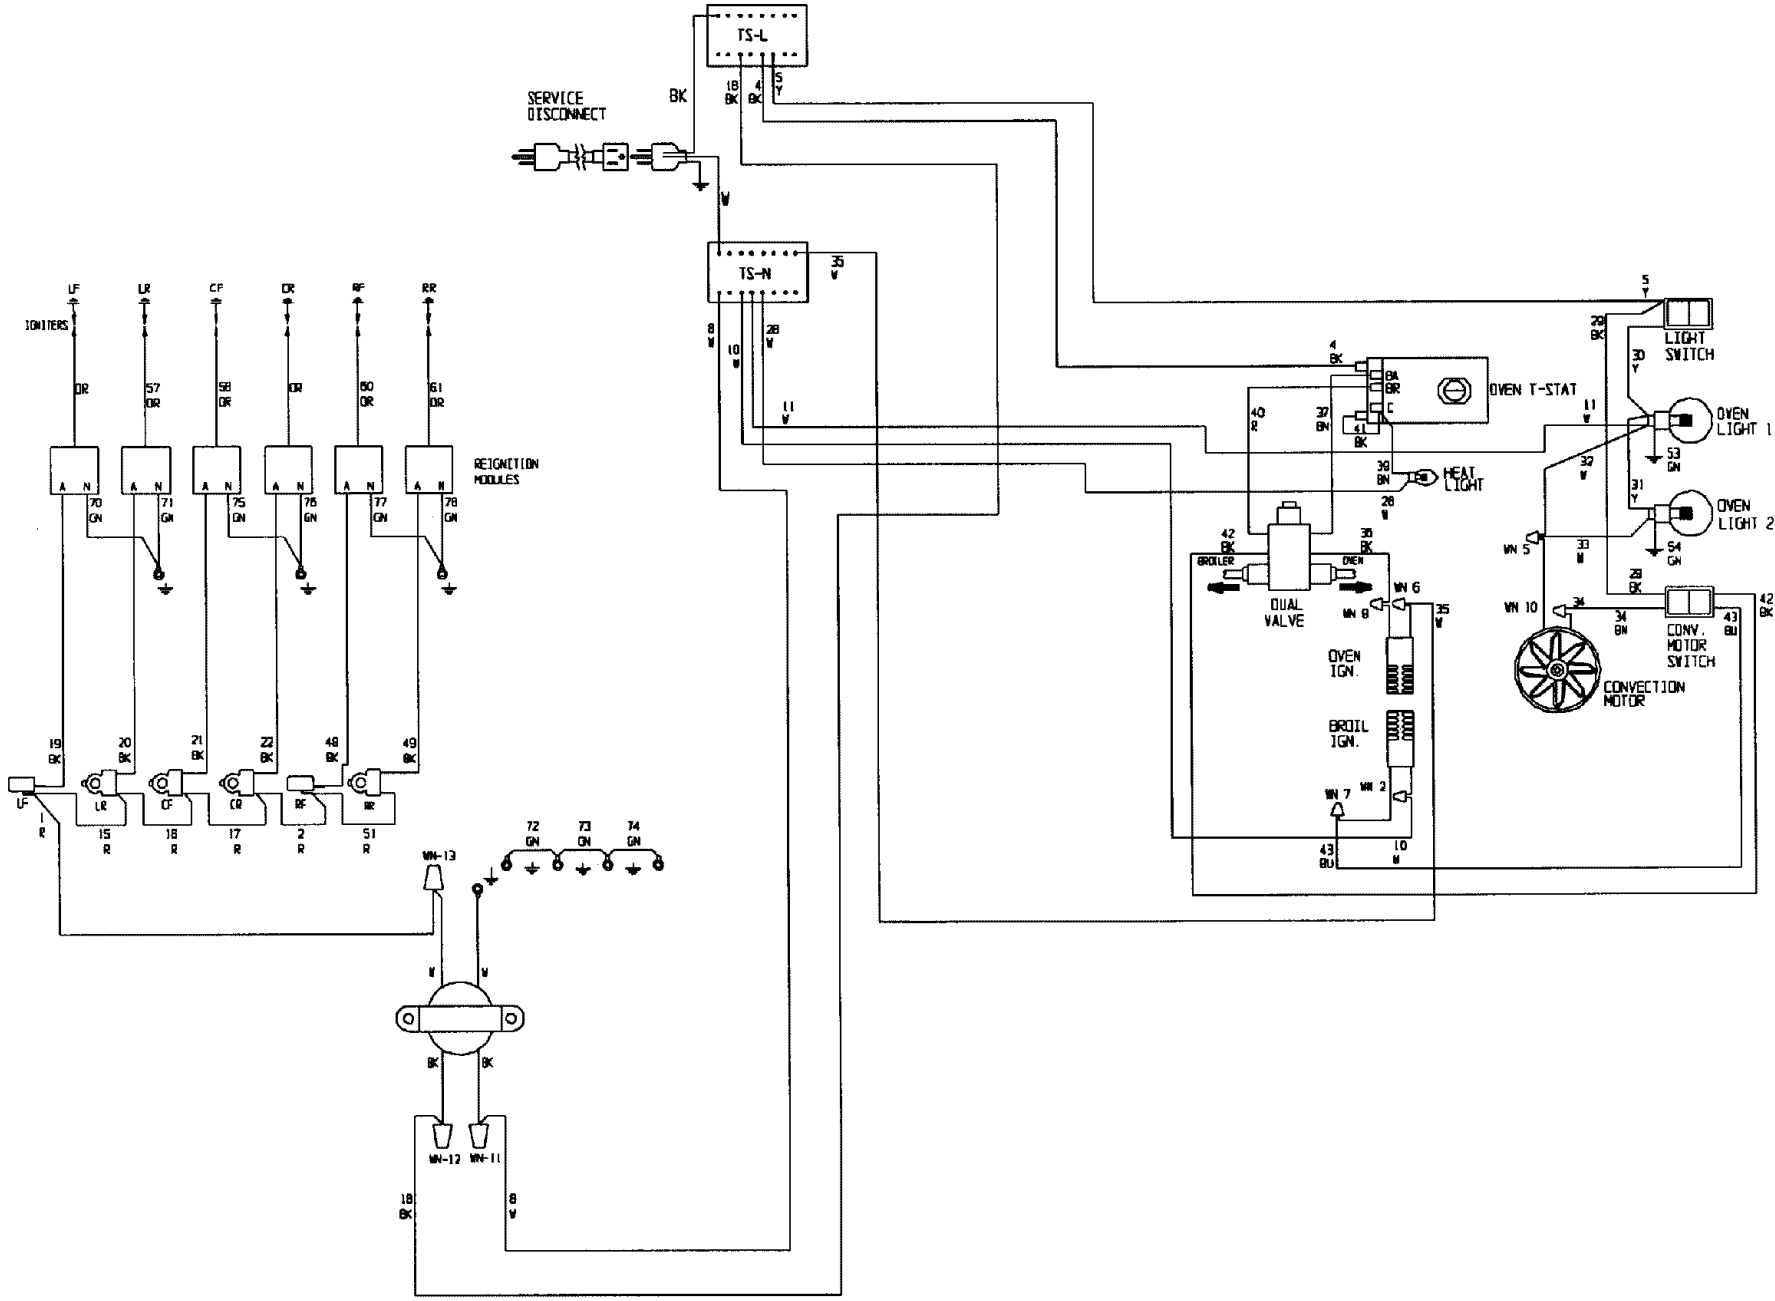 TS-L
18
BK
4
BK
5
Y
BK
SERVICE
DISCONNECT
W
TS-N
35
W
8
W
10
W
28
W
11
W
LF
LR
CF
CR
RF
RR
IGNITERS
OR
57
OR
58
OR
OR
60
OR
61
OR
REIGNITION
MODULES
A N
A N
A N
A N
A N
A N
70
GN
71
GN
75
GN
76
GN
77
GN
78
GN
19
BK
20
BK
21
BK
22
BK
48
BK
49
BK
LF
LR
CF
CR
RF
RR
1
R
15
R
16
R
17
R
2
R
51
R
WN-13
72
GN
73
GN
74
GN
W
W
BK
BK
WN-12
WN-11
18
BK
8
W
5
Y
29
BK
30
Y
LIGHT
SWITCH
4
BK
BA
BR
C
OVEN T-STAT
40
R
37
BN
41
BK
11
W
OVEN
LIGHT 1
53
GN
32
W
39
BN
HEAT
LIGHT
28
W
31
Y
OVEN
LIGHT 2
54
GN
WN 5
33
W
42
BK
BROILER
36
BK
OVEN
DUAL
VALVE
WN 6
WN 8
35
W
29
BK
WN 10
34
34
BN
42
BK
43
BU
CONV.
MOTOR
SWITCH
CONVECTION
MOTOR
OVEN
IGN.
BROIL
IGN.
WN 2
WN 7
43
BU
10
W